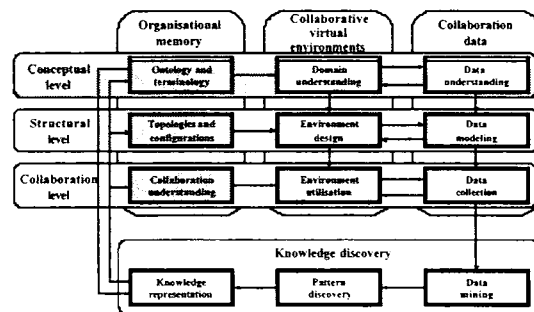 Organisational
memory
Collaborative
virtual
environments
Collaboration
data
Conceptual
level
Ontology and
terminology
Domain
understanding
Data
understanding
Structural
level
Topologies and
configurations
Environment
design
Data
modeling
Collaboration
level
Collaboration
understanding
Environment
utilisation
Data
collection
Knowledge discovery
Knowledge
representation
Pattern
discovery
Data
mining